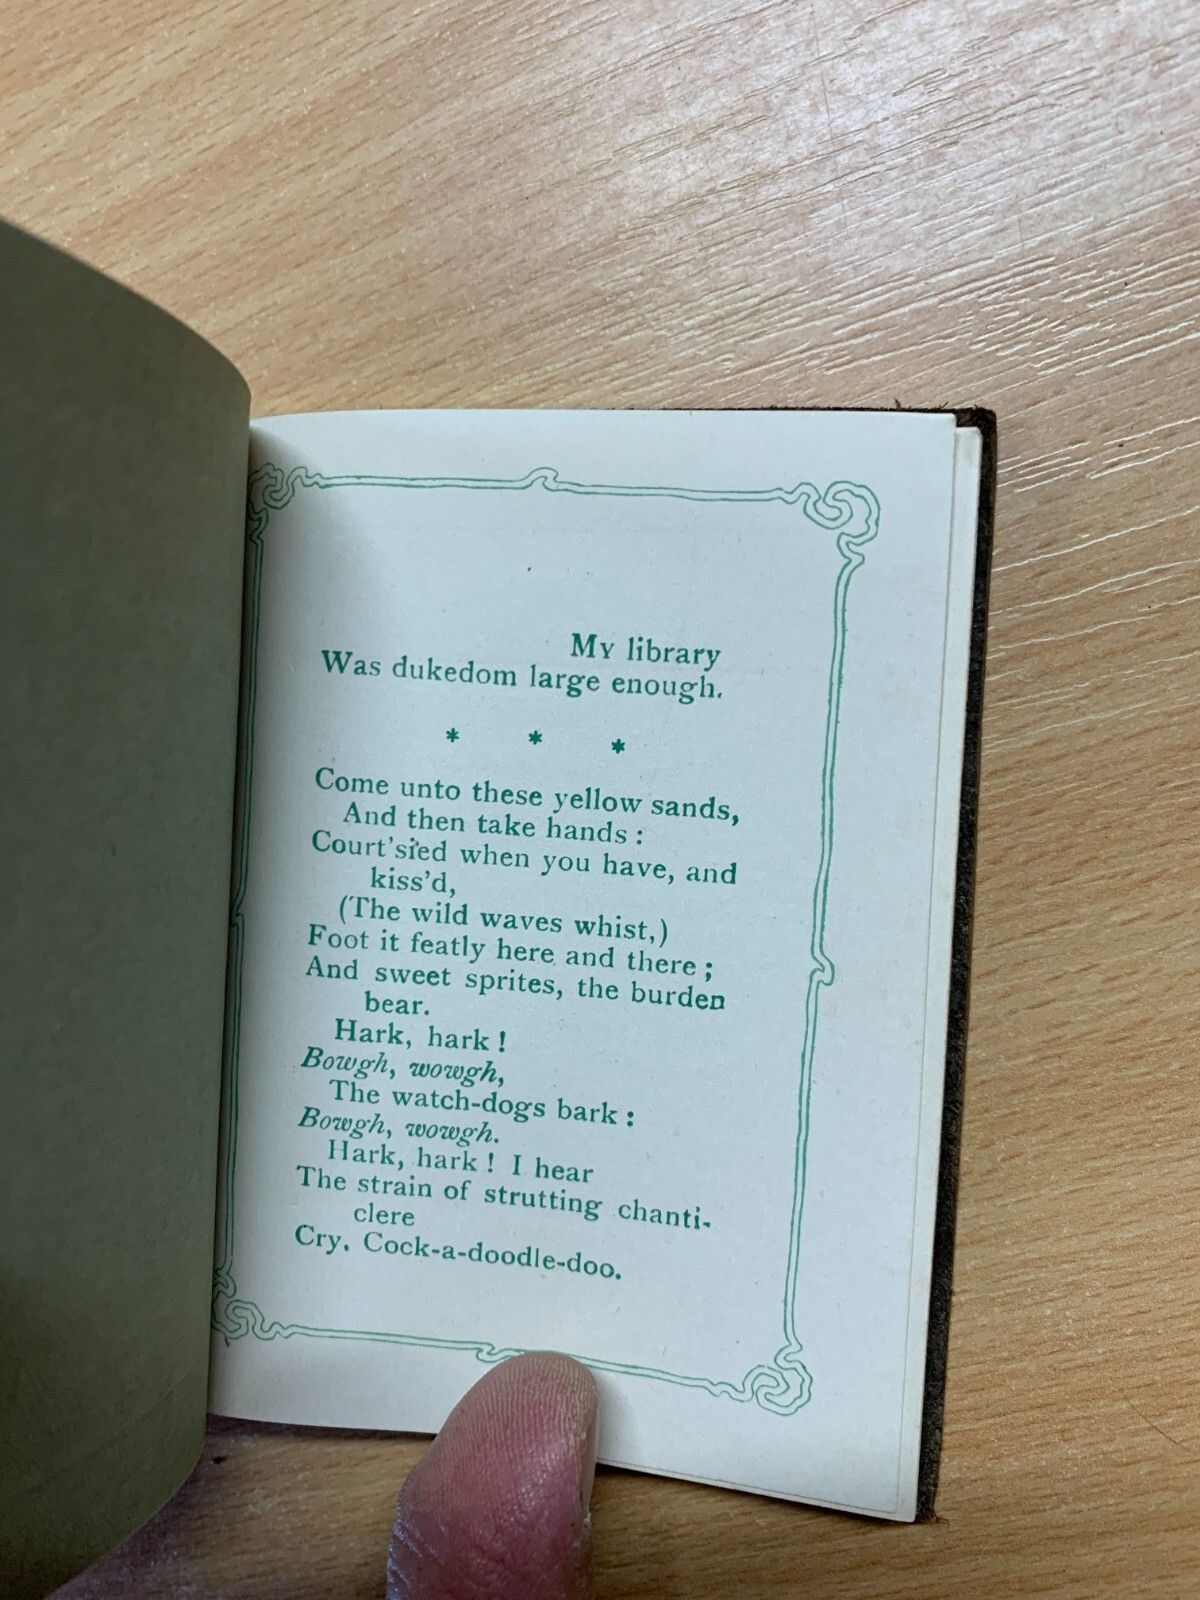 My library
Was dukedom large enough.
* * *
Come unto these yellow sands,
And then take hands :
Court'sied when you have, and
kiss'd,
(The wild waves whist,)
Foot it featly here and there ;
And sweet sprites, the burden
bear.
Hark, hark !
Bowgh, wowgh,
The watch-dogs bark :
Bowgh, wowgh.
Hark, hark ! I hear
The strain of strutting chanti-
clere
Cry. Cock-a-doodle-doo.